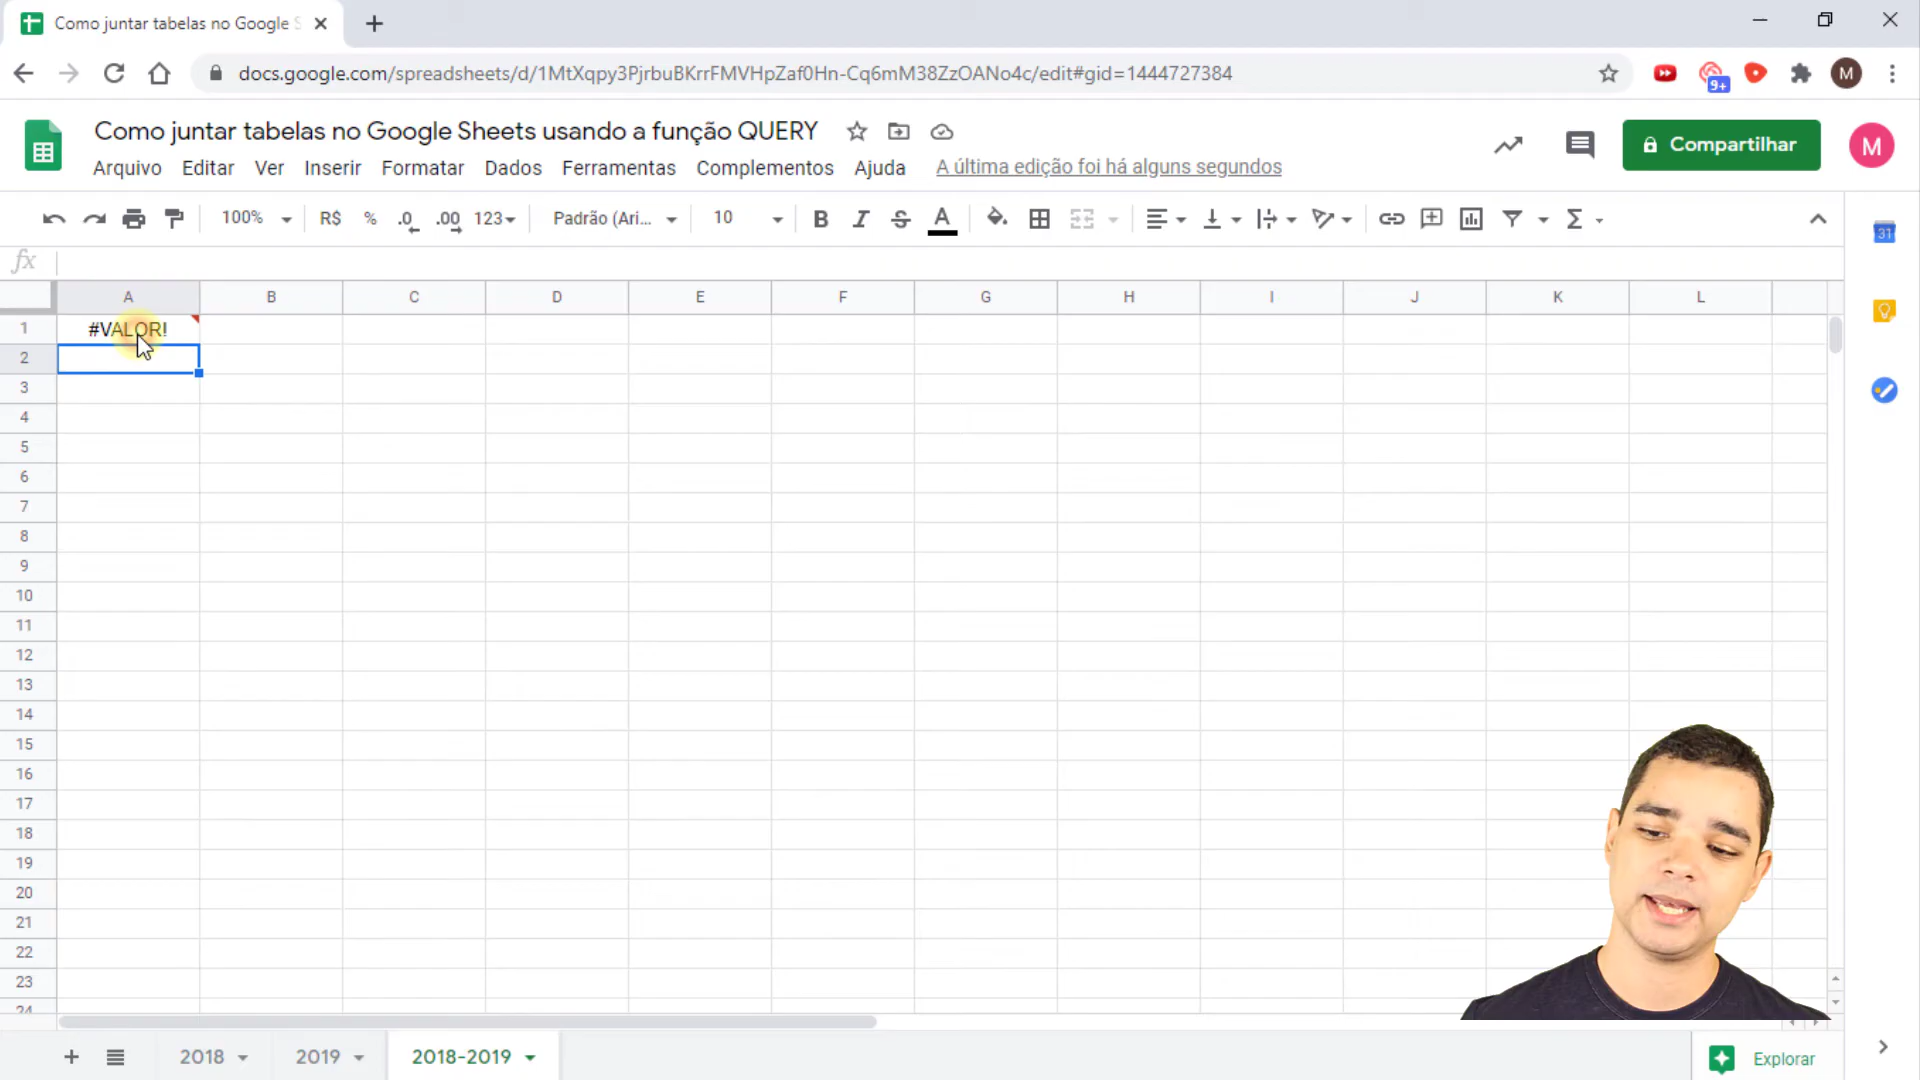 Como juntar tabelas no Google S
docs.google.com/spreadsheets/d/1MtXqpy3PjrbuBKrrFMVHpZaf0Hn-Cq6mM38ZzOANo4c/edit#gid=1444727384
9+
M
Como juntar tabelas no Google Sheets usando a função QUERY
Compartilhar
M
Arquivo Editar Ver Inserir Formatar Dados Ferramentas Complementos Ajuda A última edição foi há alguns segundos
100% R$ % .0 .00 123 Padrão (Ari... 10 B I S A Σ
31
fx
A B C D E F G H I J K L
1 #VALOR!
2
3
4
5
6
7
8
9
10
11
12
13
14
15
16
17
18
19
20
21
22
23
24
2018 2019 2018-2019 Explorar